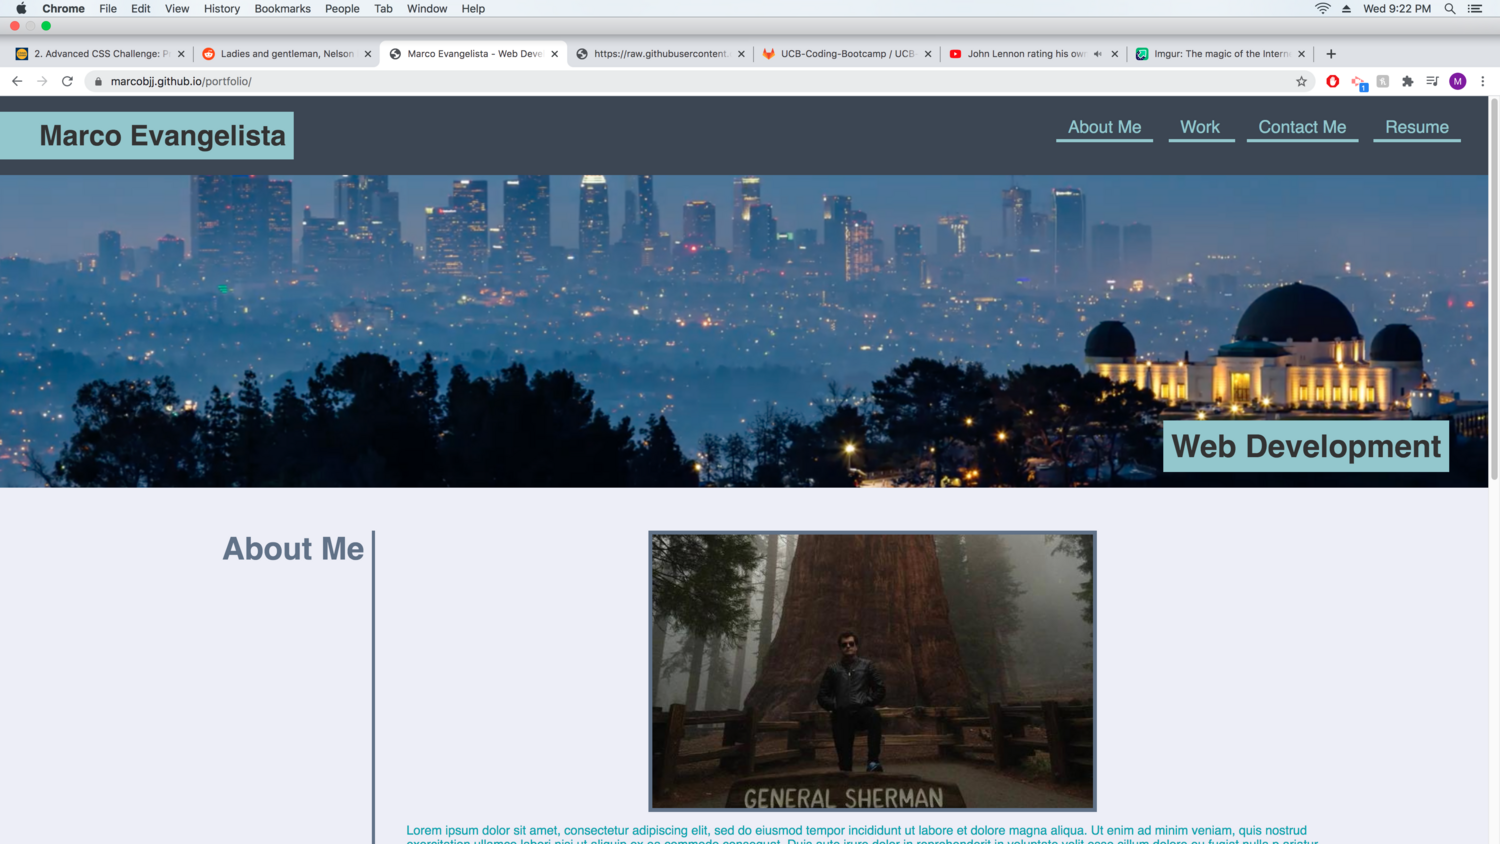 Chrome File Edit View History Bookmarks People Tab Window Help Wed 9:22 PM
2. Advanced CSS Challenge: P Ladies and gentleman, Nelson Marco Evangelista - Web Deve https://raw.githubusercontent. UCB-Coding-Bootcamp / UCB- John Lennon rating his own Imgur: The magic of the Intern
marcobjj.github.io/portfolio/ 1 M
Marco Evangelista
About Me Work Contact Me Resume
Web Development
About Me
GENERAL SHERMAN
Lorem ipsum dolor sit amet, consectetur adipiscing elit, sed do eiusmod tempor incididunt ut labore et dolore magna aliqua. Ut enim ad minim veniam, quis nostrud